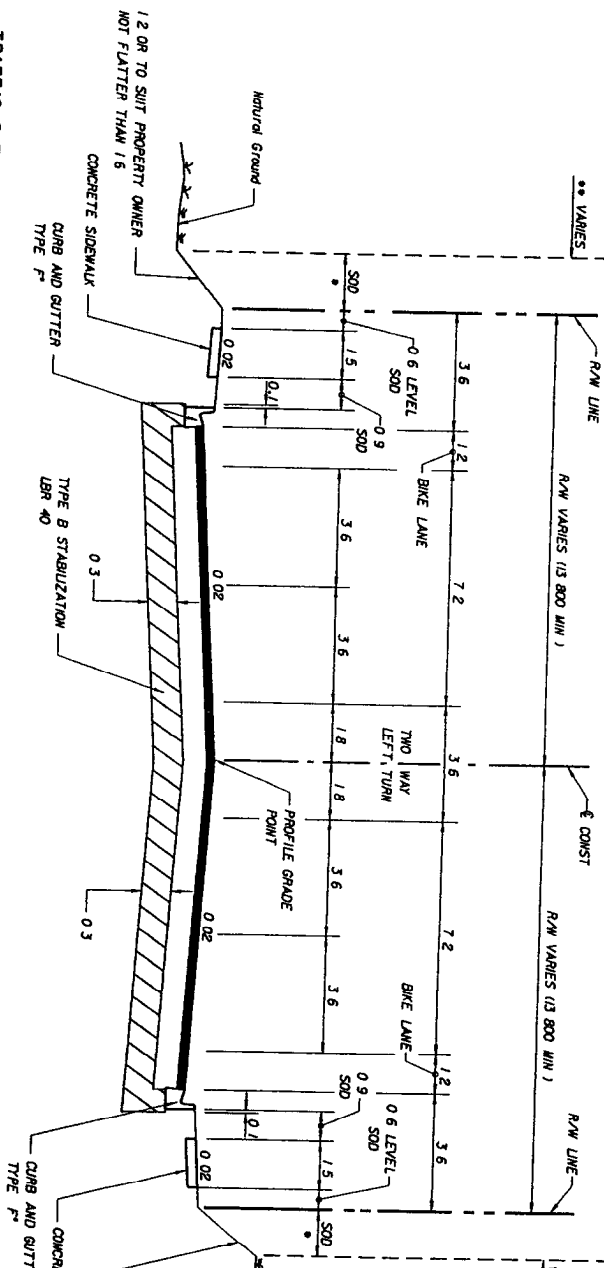 ** VARIES
R/W LINE
R/W VARIES (13 800 MIN )
₠ CONST
R/W VARIES (13 800 MIN )
R/W LINE
3 6
1 2
7 2
3 6
7 2
1 2
3 6
BIKE LANE
TWO WAY
LEFT TURN
BIKE LANE
SOD
*
0 6 LEVEL
SOD
1 5
0 9
SOD
3 6
3 6
1 8
1 8
3 6
3 6
0 9
SOD
0 6 LEVEL
SOD
1 5
SOD
*
Natural Ground
1 2 OR TO SUIT PROPERTY OWNER
NOT FLATTER THAN 1 6
CONCRETE SIDEWALK
CURB AND GUTTER
TYPE F"
0 02
0.1
0 02
PROFILE GRADE
POINT
0 02
0.1
0 02
0 3
TYPE B STABILIZATION
LBR 40
0 3
CURB AND GUTT
TYPE F"
CONCR